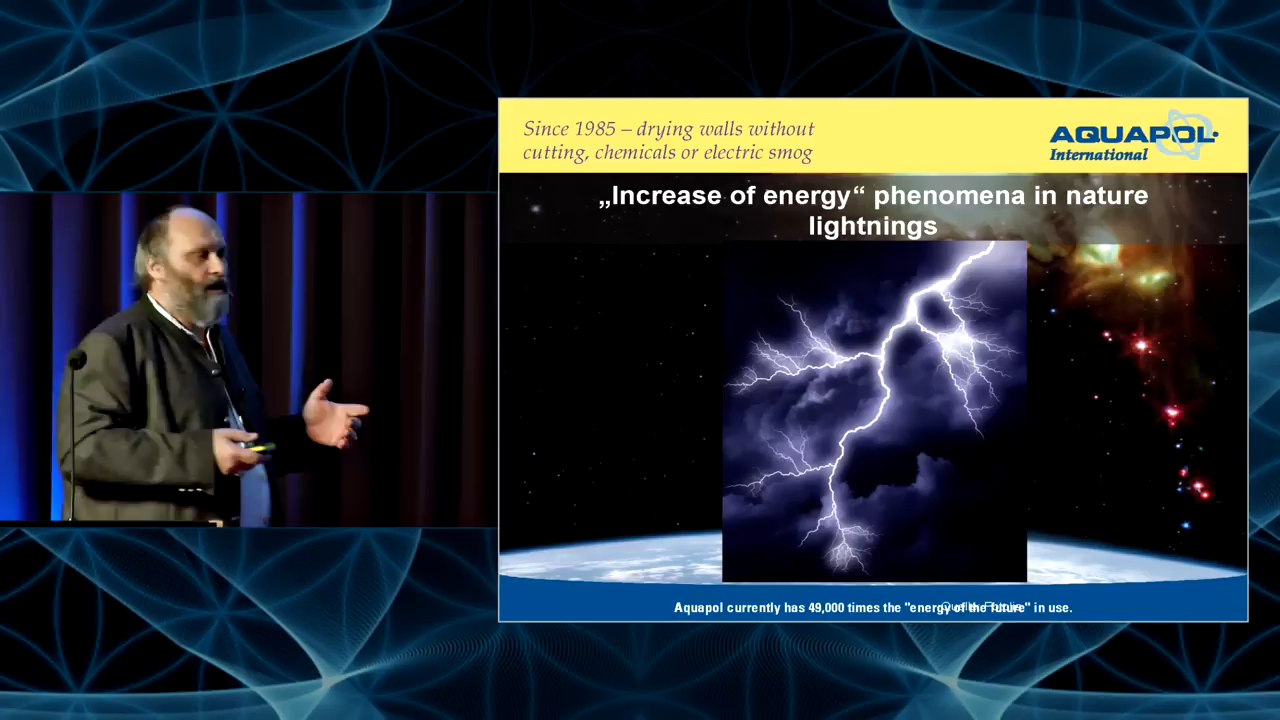 Since 1985 – drying walls without
cutting, chemicals or electric smog
AQUAPOL
International
„Increase of energy“ phenomena in nature
lightnings
Aquapol currently has 49,000 times the "energy of the future" in use.